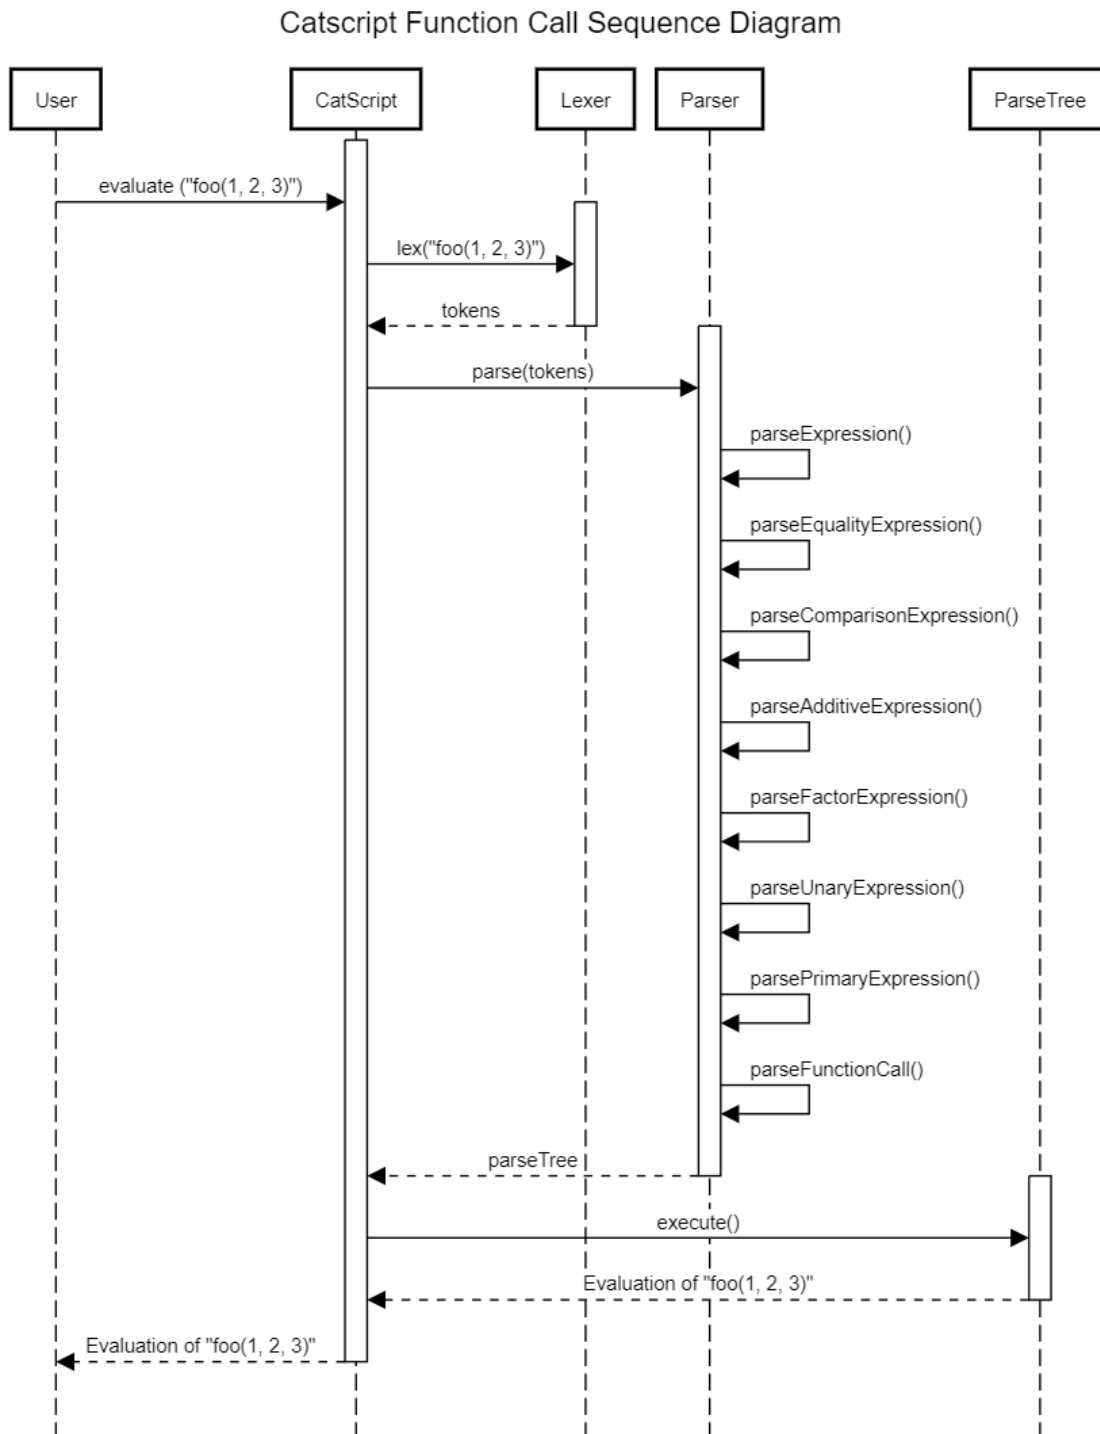 Catscript Function Call Sequence Diagram
User
CatScript
Lexer
Parser
ParseTree
evaluate ("foo(1, 2, 3)")
lex("foo(1, 2, 3)")
tokens
parse(tokens)
parseExpression()
parseEqualityExpression()
parseComparisonExpression()
parseAdditiveExpression()
parseFactorExpression()
parseUnaryExpression()
parsePrimaryExpression()
parseFunctionCall()
parseTree
execute()
Evaluation of "foo(1, 2, 3)"
Evaluation of "foo(1, 2, 3)"